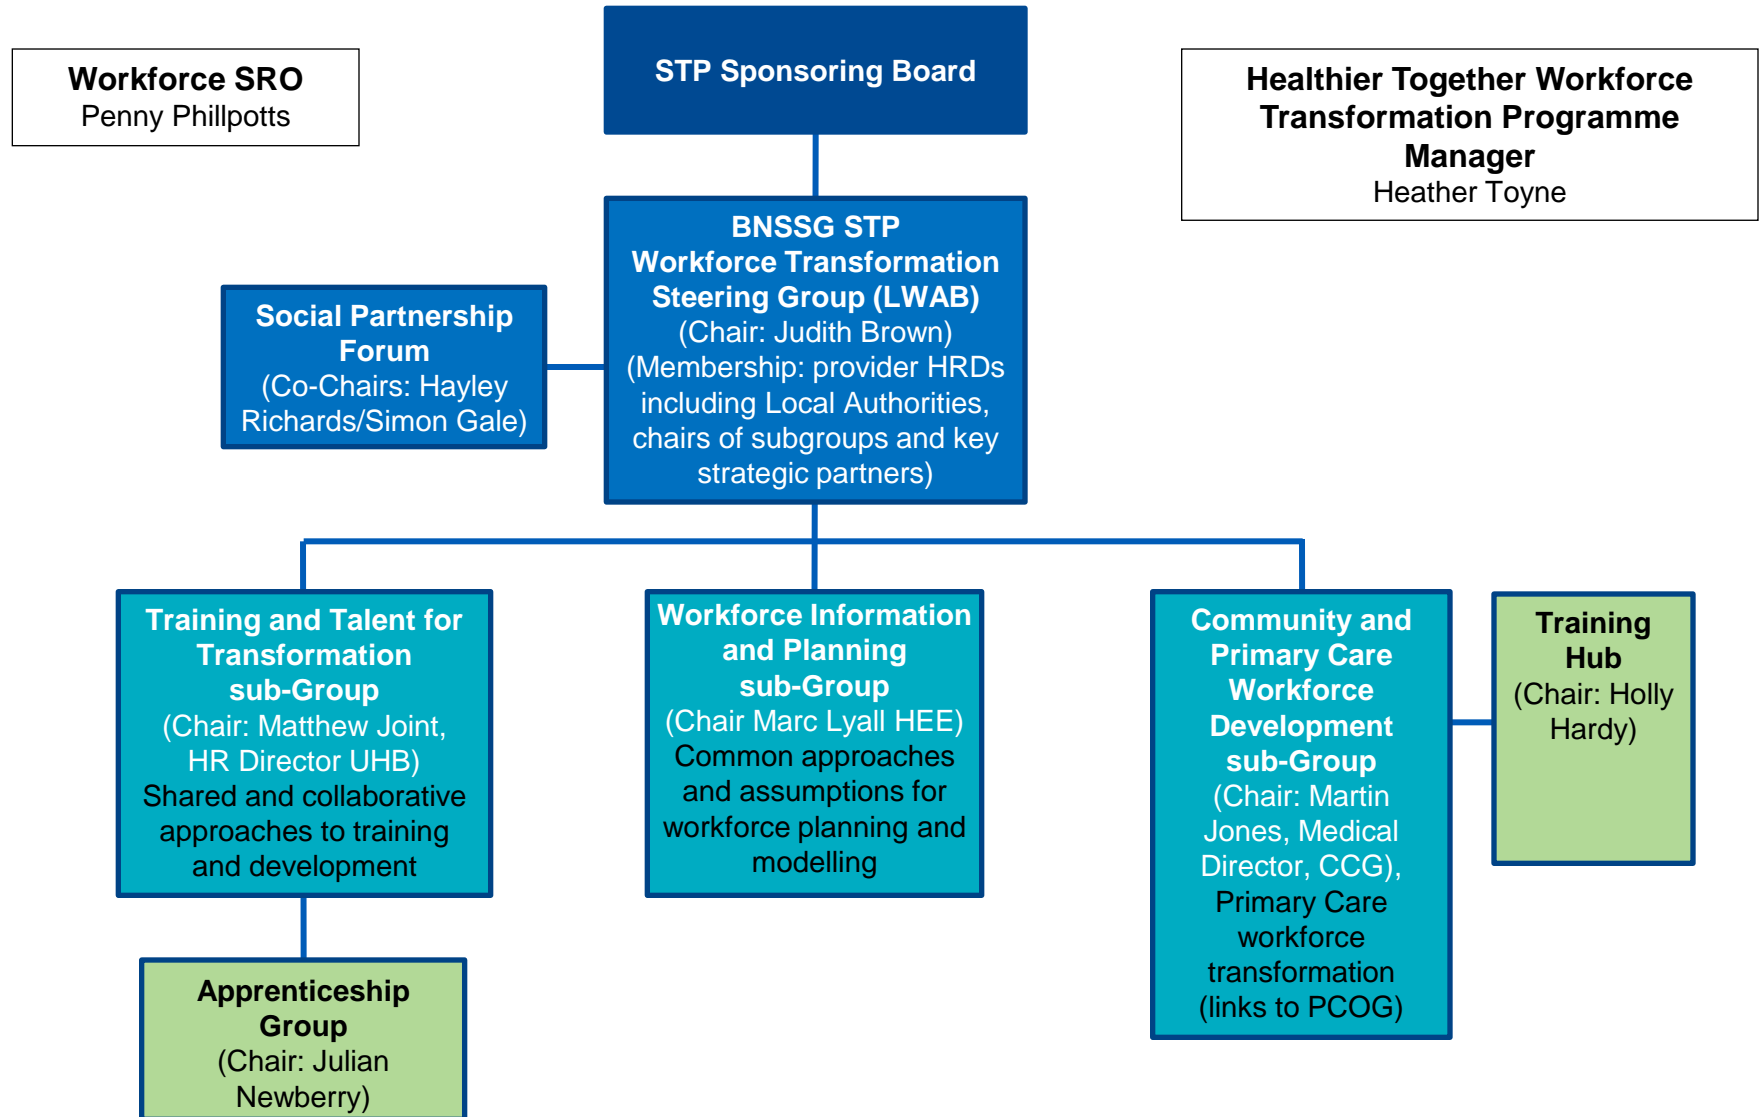 Workforce SRO
Penny Phillpotts
STP Sponsoring Board
Healthier Together Workforce
Transformation Programme
Manager
Heather Toyne
BNSSG STP
Workforce Transformation
Steering Group (LWAB)
(Chair: Judith Brown)
(Membership: provider HRDs
including Local Authorities,
chairs of subgroups and key
strategic partners)
Social Partnership
Forum
(Co-Chairs: Hayley
Richards/Simon Gale)
Training and Talent for
Transformation
sub-Group
(Chair: Matthew Joint,
HR Director UHB)
Shared and collaborative
approaches to training
and development
Workforce Information
and Planning
sub-Group
(Chair Marc Lyall HEE)
Common approaches
and assumptions for
workforce planning and
modelling
Community and
Primary Care
Workforce
Development
sub-Group
(Chair: Martin
Jones, Medical
Director, CCG),
Primary Care
workforce
transformation
(links to PCOG)
Training
Hub
(Chair: Holly
Hardy)
Apprenticeship
Group
(Chair: Julian
Newberry)